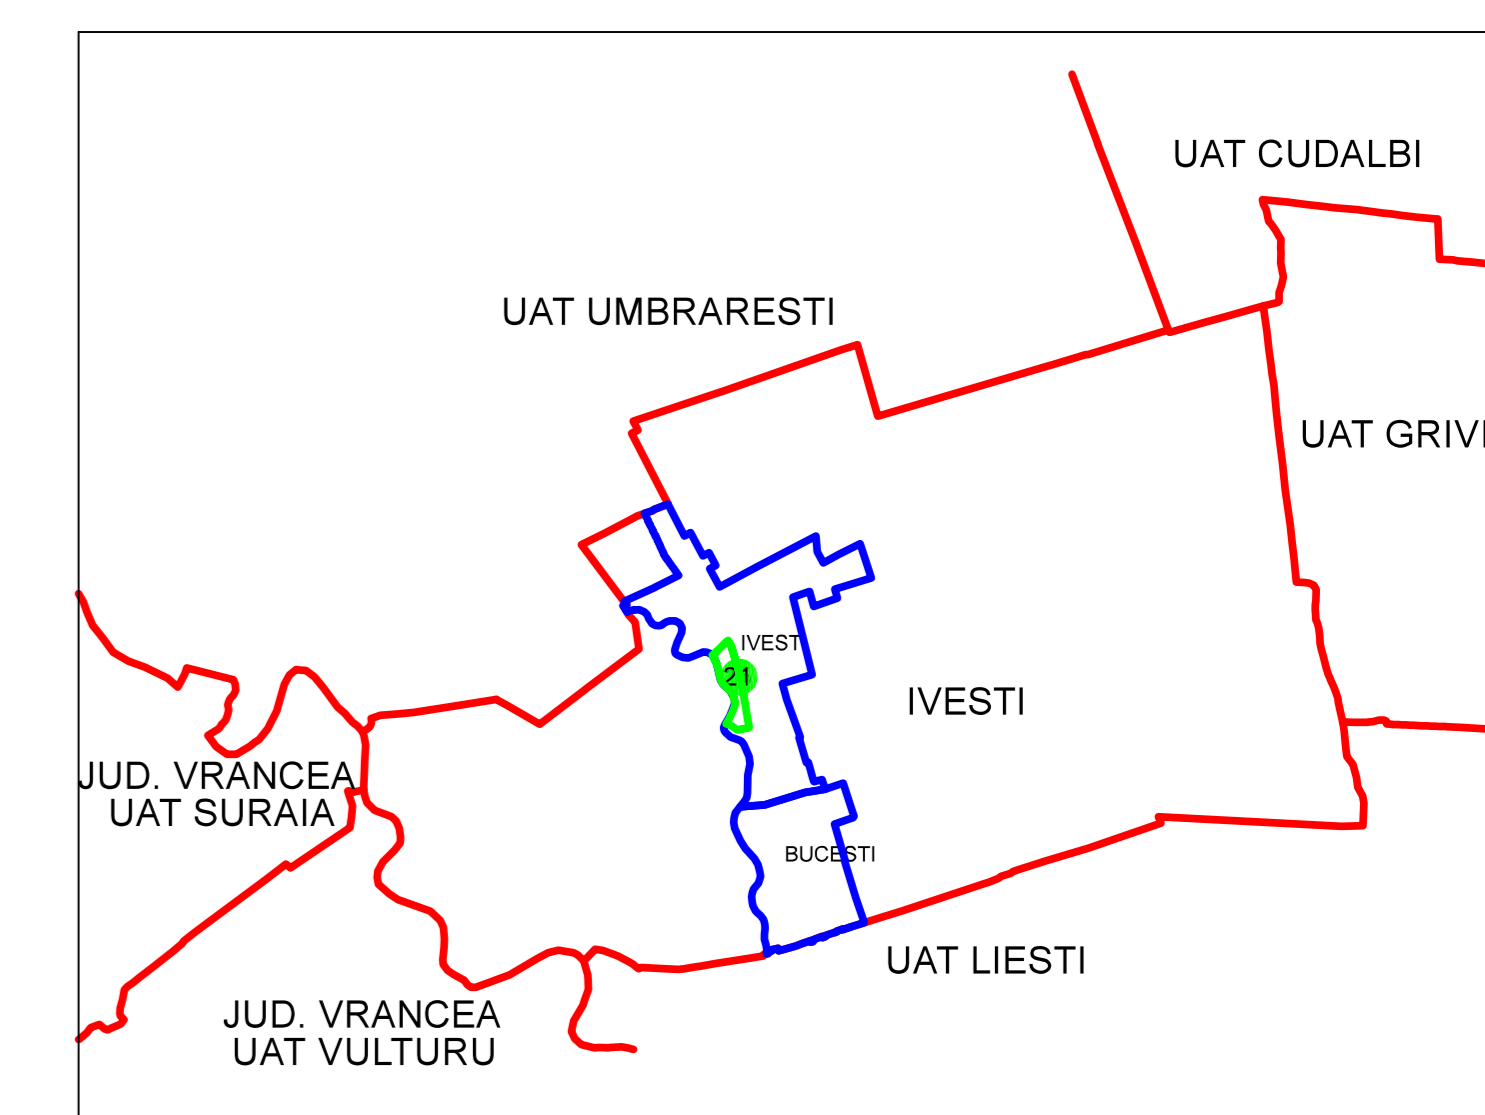 UAT CUDALBI
UAT UMBRARESTI
UAT GRIVI
IVEST
21
IVESTI
JUD. VRANCEA
UAT SURAIA
BUCESTI
UAT LIESTI
JUD. VRANCEA
UAT VULTURU